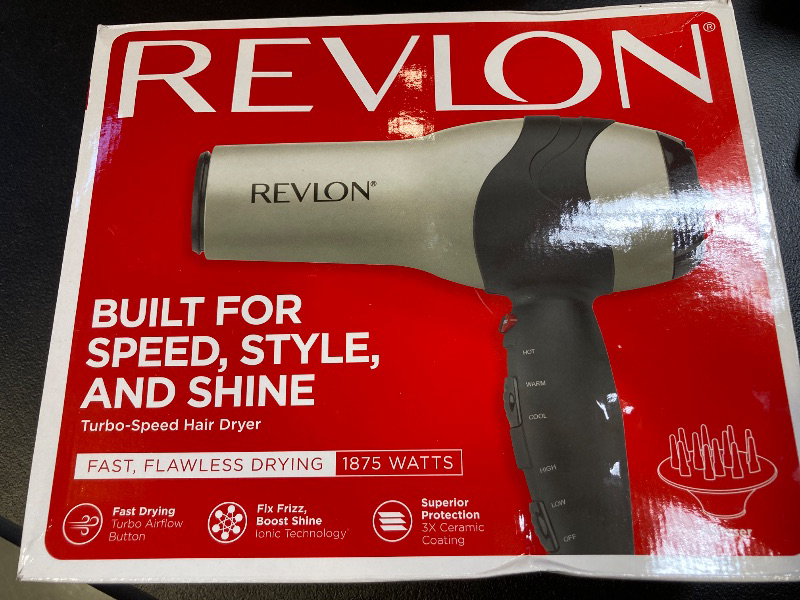 REVLON®
REVLON®
BUILT FOR
SPEED, STYLE,
AND SHINE
Turbo-Speed Hair Dryer
FAST, FLAWLESS DRYING 1875 WATTS
Fast Drying
Turbo Airflow
Button
Fix Frizz,
Boost Shine
Ionic Technology
Superior
Protection
3X Ceramic
Coating
HOT
WARM
COOL
HIGH
LOW
OFF